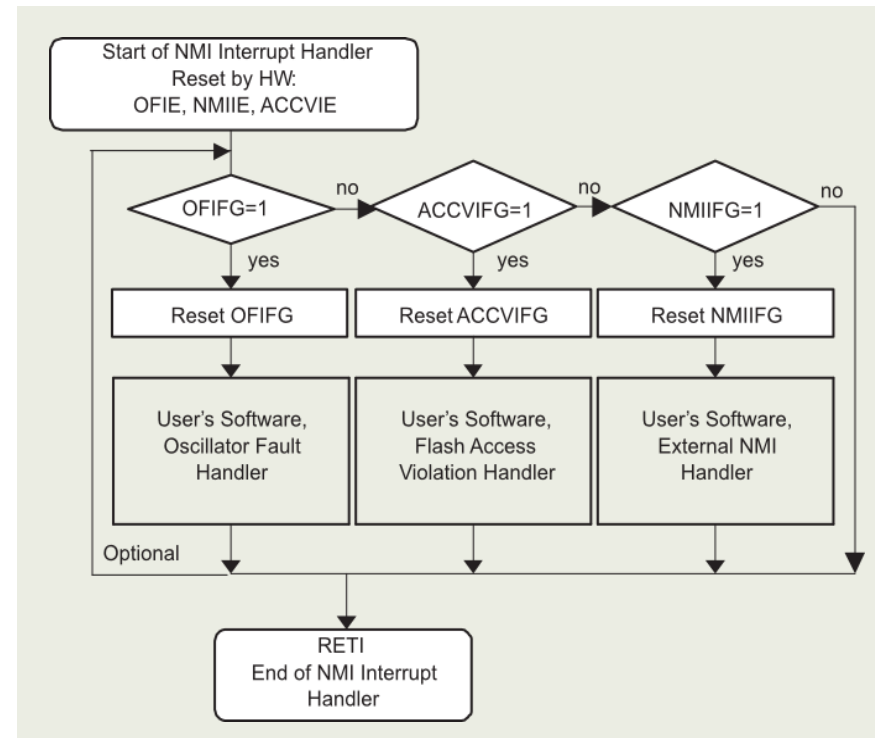 Start of NMI Interrupt Handler
Reset by HW:
OFIE, NMIIE, ACCVIE
OFIFG=1
no
ACCVIFG=1
no
NMIIFG=1
no
yes
yes
yes
Reset OFIFG
Reset ACCVIFG
Reset NMIIFG
User's Software,
Oscillator Fault
Handler
User's Software,
Flash Access
Violation Handler
User's Software,
External NMI
Handler
Optional
RETI
End of NMI Interrupt
Handler